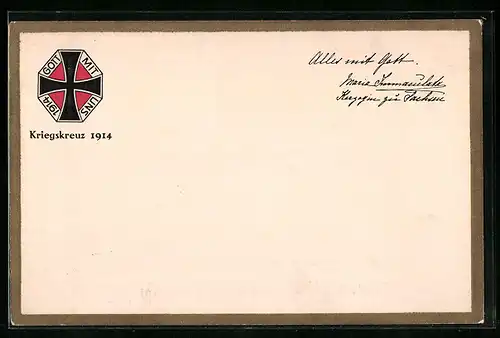 GOTT MIT UNS 1914
Kriegskreuz 1914
Alles mit Gott.
Maria Immaculata
Herzogin zu Sachsen